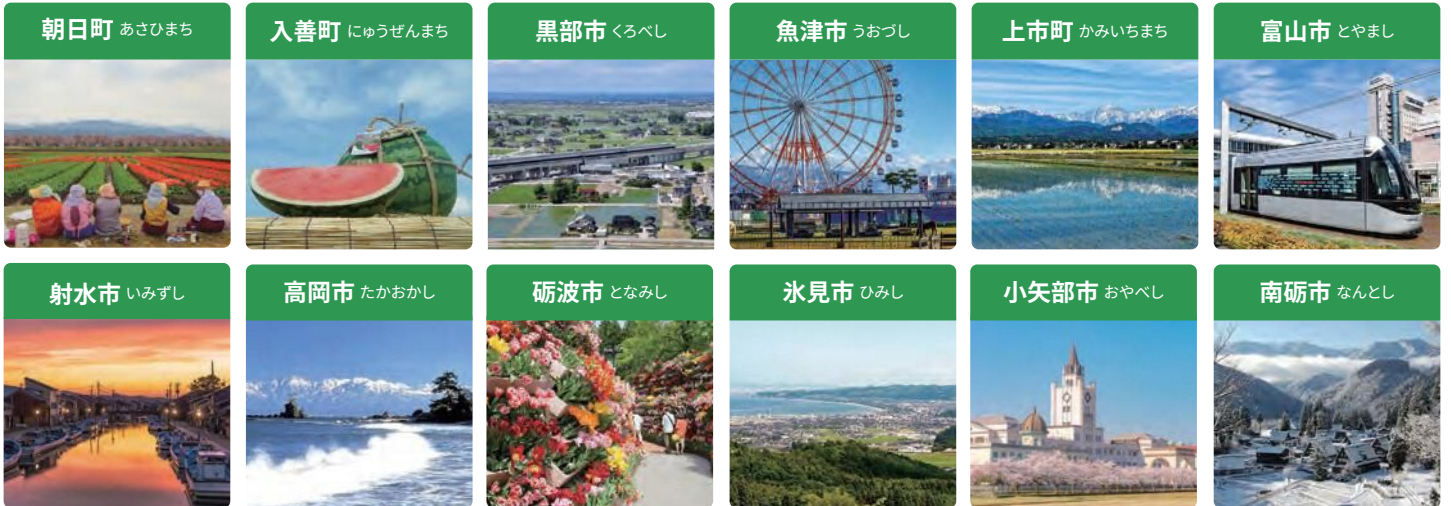 朝日町 あさひまち
入善町 にゅうぜんまち
黒部市 くろべし
魚津市 うおづし
上市町 かみいちまち
富山市 とやまし
射水市 いみずし
高岡市 たかおかし
砺波市 となみし
氷見市 ひみし
小矢部市 おやべし
南砺市 なんとし